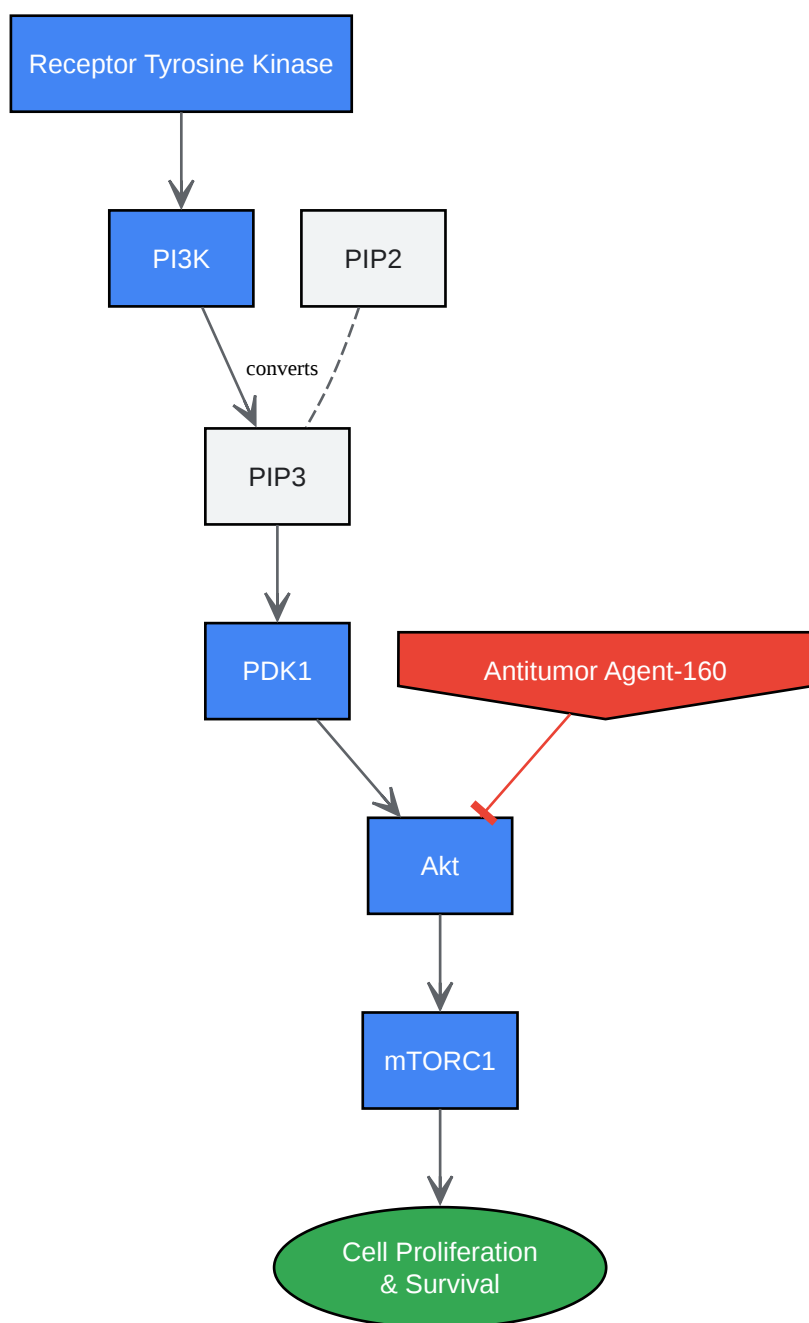 Receptor Tyrosine Kinase
PI3K
PIP2
converts
PIP3
PDK1
Antitumor Agent-160
Akt
mTORC1
Cell Proliferation
& Survival